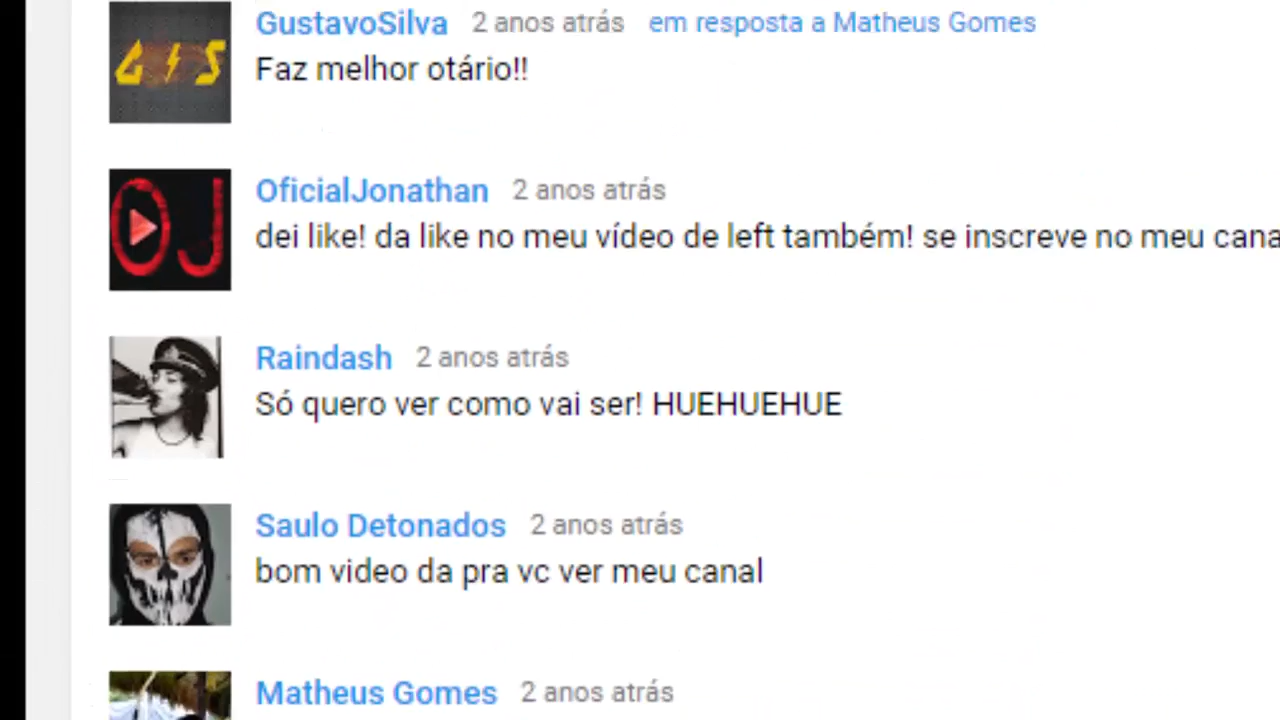 GustavoSilva 2 anos atrás em resposta a Matheus Gomes
Faz melhor otário!!
G S
OJ
OficialJonathan 2 anos atrás
dei like! da like no meu vídeo de left também! se inscreve no meu cana
Raindash 2 anos atrás
Só quero ver como vai ser! HUEHUEHUE
Saulo Detonados 2 anos atrás
bom video da pra vc ver meu canal
Matheus Gomes 2 anos atrás